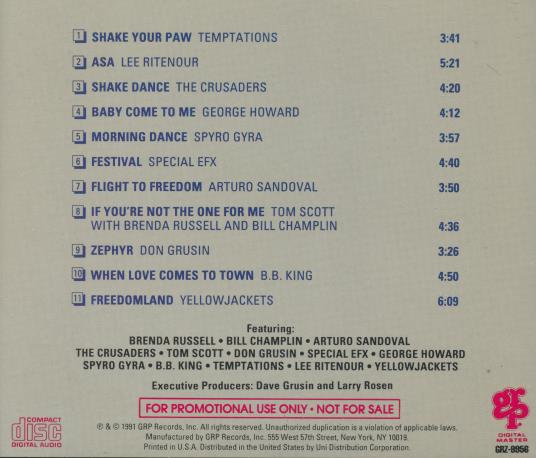 1 SHAKE YOUR PAW TEMPTATIONS 3:41
2 ASA LEE RITENOUR 5:21
3 SHAKE DANCE THE CRUSADERS 4:20
4 BABY COME TO ME GEORGE HOWARD 4:12
5 MORNING DANCE SPYRO GYRA 3:57
6 FESTIVAL SPECIAL EFX 4:40
7 FLIGHT TO FREEDOM ARTURO SANDOVAL 3:50
8 IF YOU'RE NOT THE ONE FOR ME TOM SCOTT
WITH BRENDA RUSSELL AND BILL CHAMPLIN 4:36
9 ZEPHYR DON GRUSIN 3:26
10 WHEN LOVE COMES TO TOWN B.B. KING 4:50
11 FREEDOMLAND YELLOWJACKETS 6:09
Featuring:
BRENDA RUSSELL • BILL CHAMPLIN • ARTURO SANDOVAL
THE CRUSADERS • TOM SCOTT • DON GRUSIN • SPECIAL EFX • GEORGE HOWARD
SPYRO GYRA • B.B. KING • TEMPTATIONS • LEE RITENOUR • YELLOWJACKETS
Executive Producers: Dave Grusin and Larry Rosen
FOR PROMOTIONAL USE ONLY • NOT FOR SALE
COMPACT
disc
DIGITAL AUDIO
℗ & © 1991 GRP Records, Inc. All rights reserved. Unauthorized duplication is a violation of applicable laws.
Manufactured by GRP Records, Inc. 555 West 57th Street, New York, NY 10019.
Printed in U.S.A. Distributed in the United States by Uni Distribution Corporation.
grp
DIGITAL
MASTER
GRZ-9956